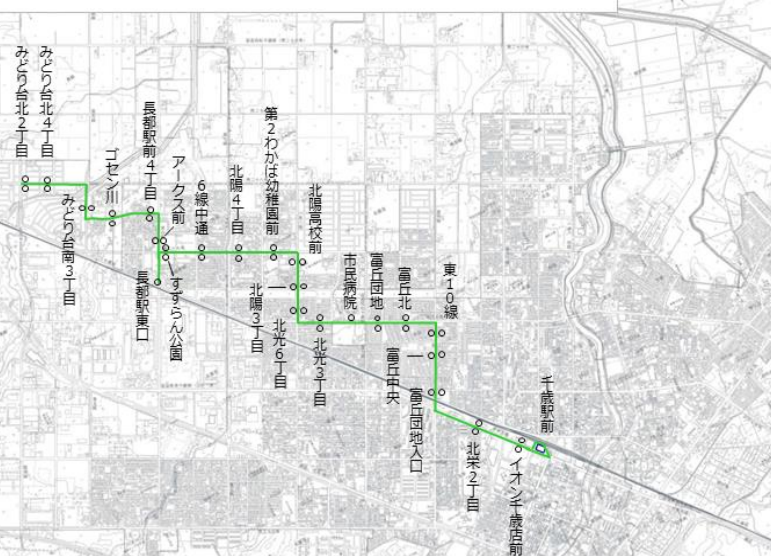 みどり台北2丁目
みどり台北4丁目
みどり台南3丁目
ゴセン川
長都駅前4丁目
アークス前
長都駅東口
すずらん公園
6線中通
北陽4丁目
第2わかば幼稚園前
北陽高校前
北陽3丁目
北光6丁目
北光3丁目
市民病院
富丘団地
富丘北
東10線
富丘中央
富丘団地入口
北栄2丁目
イオン千歳店前
千歳駅前